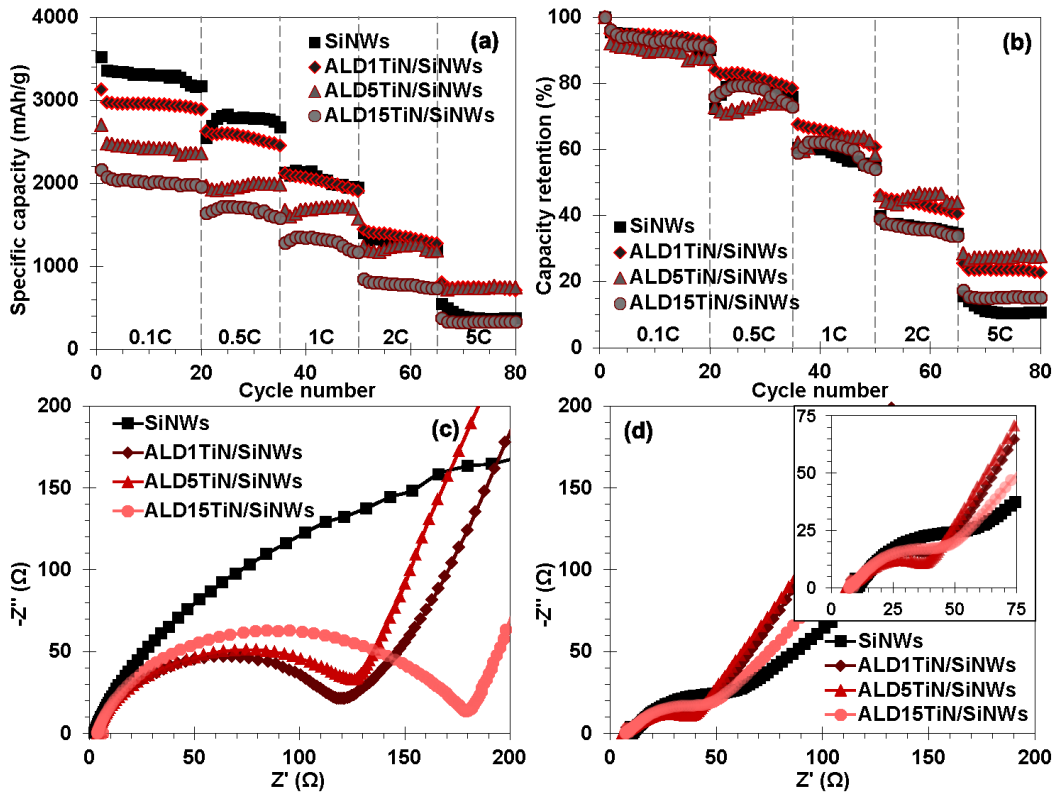 (a)
Specific capacity (mAh/g)
4000
3000
2000
1000
0
SiNWs
ALD1TiN/SiNWs
ALD5TiN/SiNWs
ALD15TiN/SiNWs
0.1C 0.5C 1C 2C 5C
0 20 40 60 80
Cycle number
(b)
Capacity retention (%)
100
80
60
40
20
0
SiNWs
ALD1TiN/SiNWs
ALD5TiN/SiNWs
ALD15TiN/SiNWs
0.1C 0.5C 1C 2C 5C
0 20 40 60 80
Cycle number
(c)
-Z'' (Ω)
200
150
100
50
0
SiNWs
ALD1TiN/SiNWs
ALD5TiN/SiNWs
ALD15TiN/SiNWs
0 50 100 150 200
Z' (Ω)
(d)
-Z'' (Ω)
200
150
100
50
0
75
50
25
0
0 25 50 75
SiNWs
ALD1TiN/SiNWs
ALD5TiN/SiNWs
ALD15TiN/SiNWs
0 50 100 150 200
Z' (Ω)